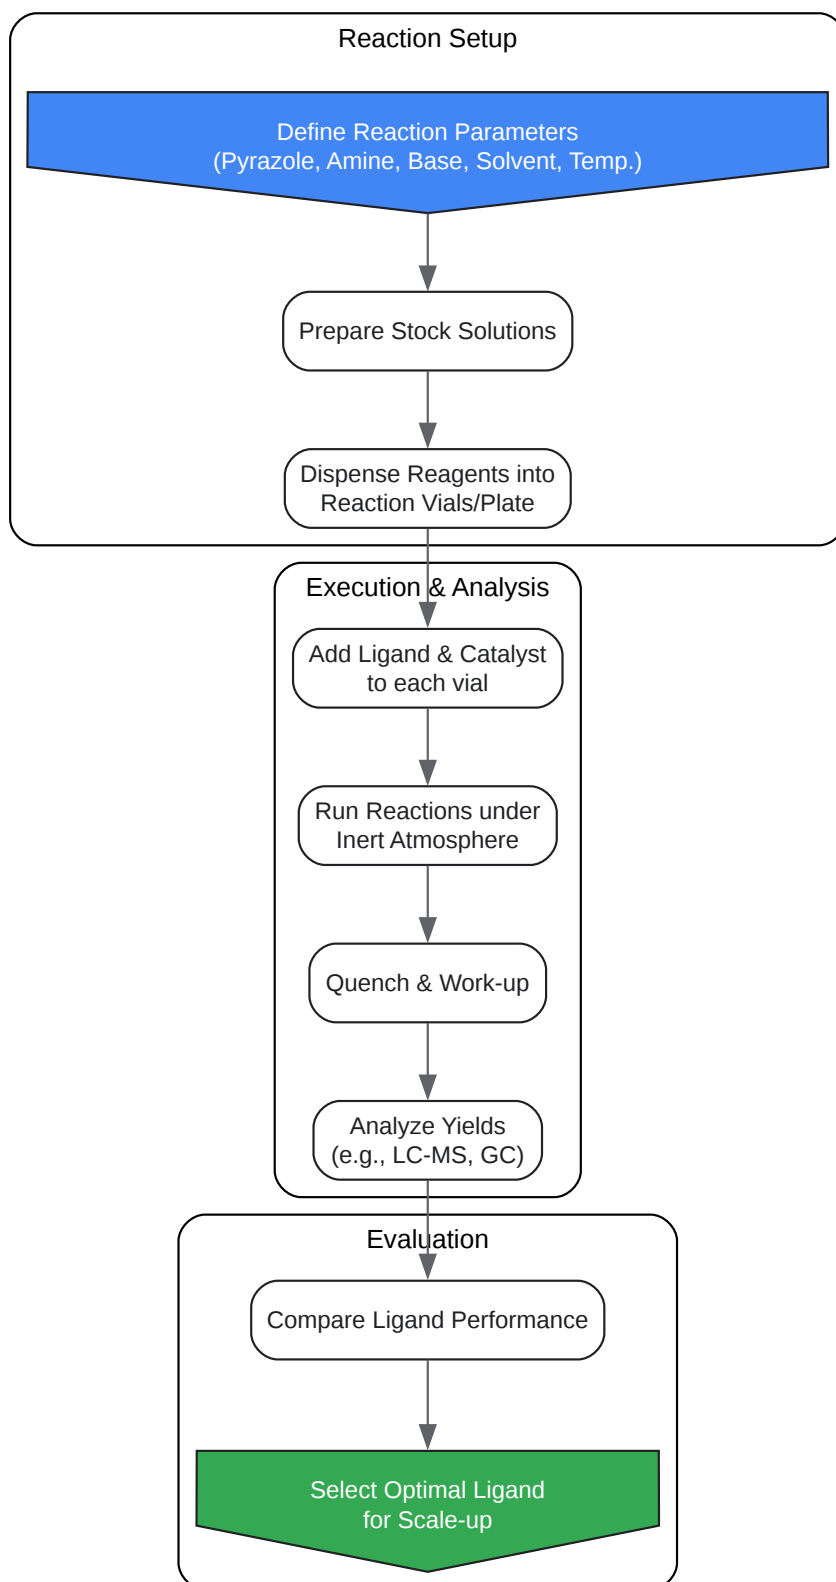 Reaction Setup
Define Reaction Parameters
(Pyrazole, Amine, Base, Solvent, Temp.)
Prepare Stock Solutions
Dispense Reagents into
Reaction Vials/Plate
Execution & Analysis
Add Ligand & Catalyst
to each vial
Run Reactions under
Inert Atmosphere
Quench & Work-up
Analyze Yields
(e.g., LC-MS, GC)
Evaluation
Compare Ligand Performance
Select Optimal Ligand
for Scale-up